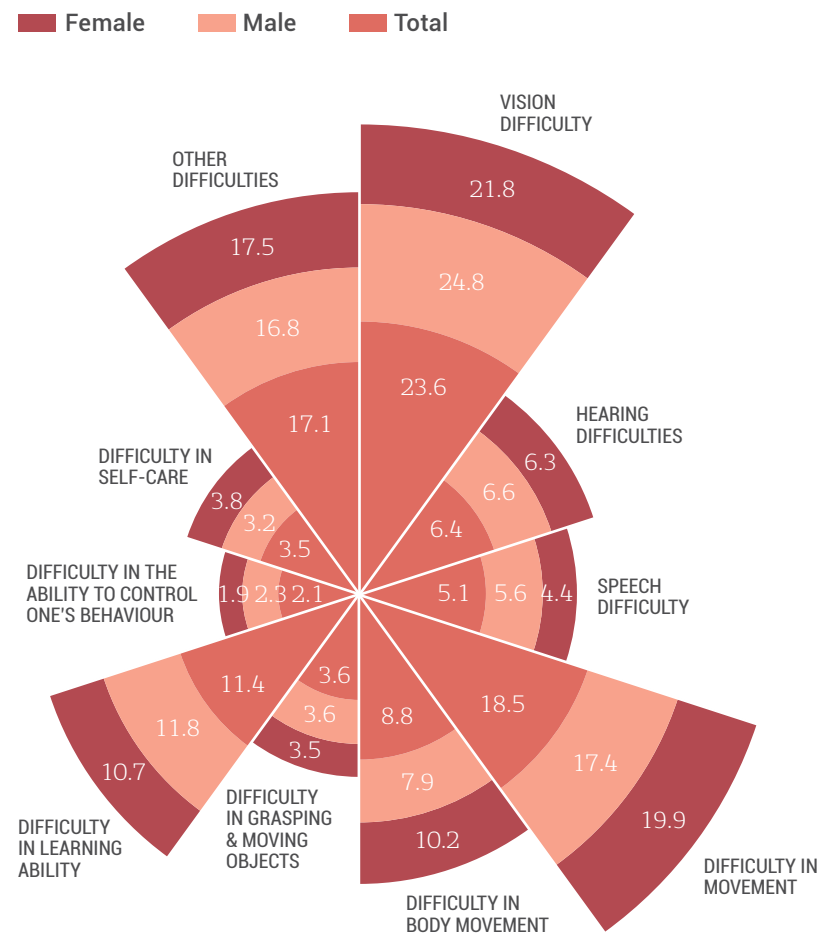 Female Male Total
VISION
DIFFICULTY
21.8
24.8
23.6
HEARING
DIFFICULTIES
6.3
6.6
6.4
SPEECH
DIFFICULTY
5.1 5.6 4.4
DIFFICULTY IN
MOVEMENT
18.5
17.4
19.9
DIFFICULTY IN
BODY MOVEMENT
8.8
7.9
10.2
DIFFICULTY
IN GRASPING
& MOVING
OBJECTS
3.6
3.6
3.5
DIFFICULTY
IN LEARNING
ABILITY
11.4
11.8
10.7
DIFFICULTY IN THE
ABILITY TO CONTROL
ONE'S BEHAVIOUR
1.9 2.3 2.1
DIFFICULTY IN
SELF-CARE
3.8
3.2
3.5
OTHER
DIFFICULTIES
17.5
16.8
17.1